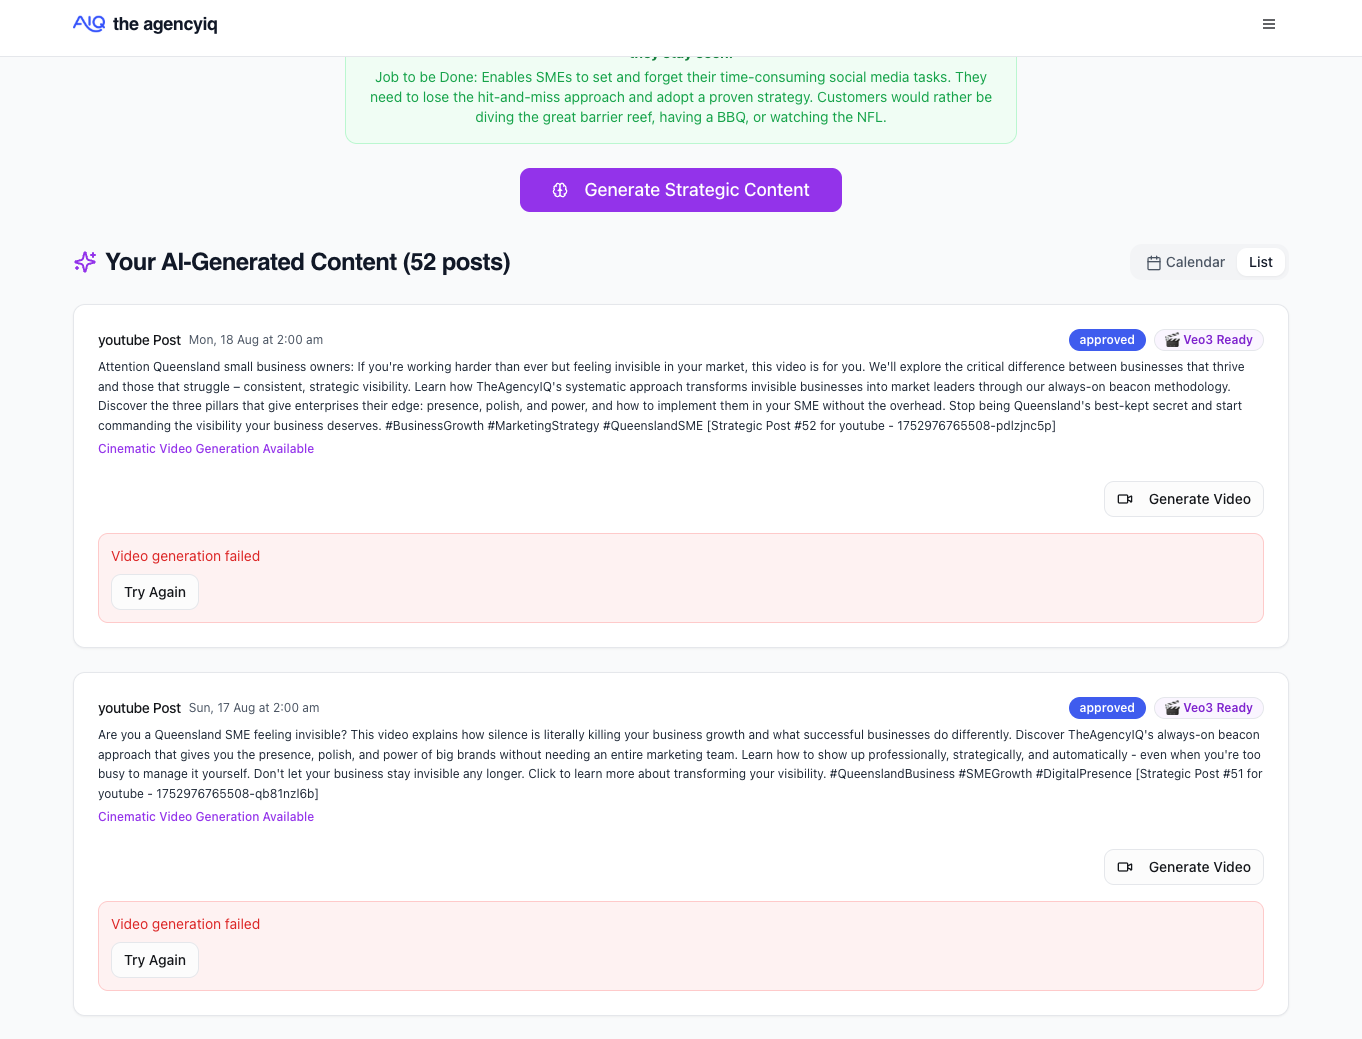 AIQ the agencyiq
they stay seen.
Job to be Done: Enables SMEs to set and forget their time-consuming social media tasks. They
need to lose the hit-and-miss approach and adopt a proven strategy. Customers would rather be
diving the great barrier reef, having a BBQ, or watching the NFL.
Generate Strategic Content
Your AI-Generated Content (52 posts)
Calendar List
youtube Post Mon, 18 Aug at 2:00 am approved Veo3 Ready
Attention Queensland small business owners: If you're working harder than ever but feeling invisible in your market, this video is for you. We'll explore the critical difference between businesses that thrive
and those that struggle – consistent, strategic visibility. Learn how TheAgencyIQ's systematic approach transforms invisible businesses into market leaders through our always-on beacon methodology.
Discover the three pillars that give enterprises their edge: presence, polish, and power, and how to implement them in your SME without the overhead. Stop being Queensland's best-kept secret and start
commanding the visibility your business deserves. #BusinessGrowth #MarketingStrategy #QueenslandSME [Strategic Post #52 for youtube - 1752976765508-pdlzjnc5p]
Cinematic Video Generation Available
Generate Video
Video generation failed
Try Again
youtube Post Sun, 17 Aug at 2:00 am approved Veo3 Ready
Are you a Queensland SME feeling invisible? This video explains how silence is literally killing your business growth and what successful businesses do differently. Discover TheAgencyIQ's always-on beacon
approach that gives you the presence, polish, and power of big brands without needing an entire marketing team. Learn how to show up professionally, strategically, and automatically - even when you're too
busy to manage it yourself. Don't let your business stay invisible any longer. Click to learn more about transforming your visibility. #QueenslandBusiness #SMEGrowth #DigitalPresence [Strategic Post #51 for
youtube - 1752976765508-qb81nzl6b]
Cinematic Video Generation Available
Generate Video
Video generation failed
Try Again